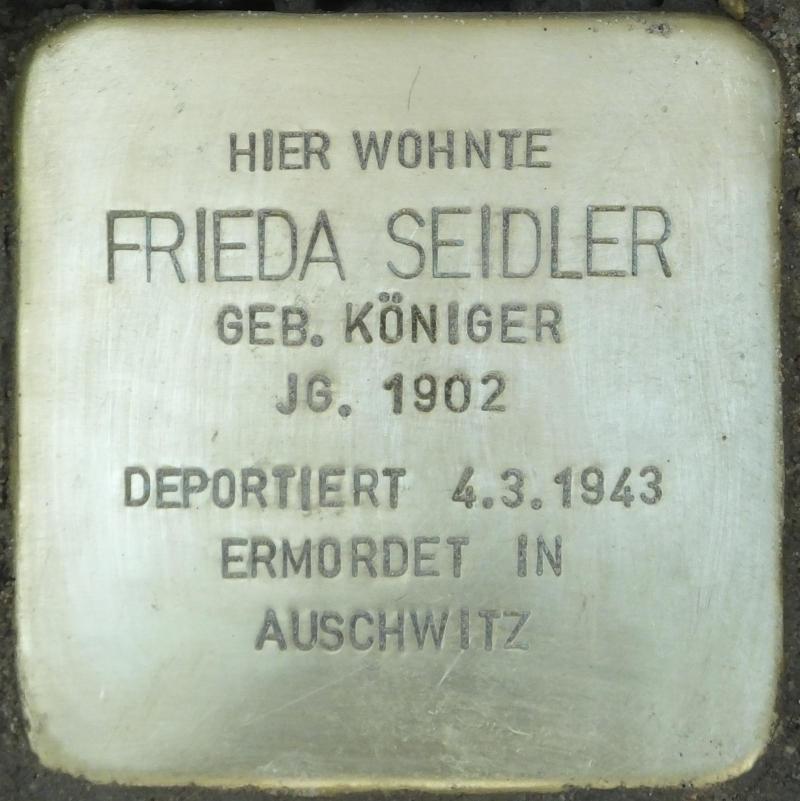 HIER WOHNTE
FRIEDA SEIDLER
GEB. KÖNIGER
JG. 1902
DEPORTIERT 4.3.1943
ERMORDET IN
AUSCHWITZ